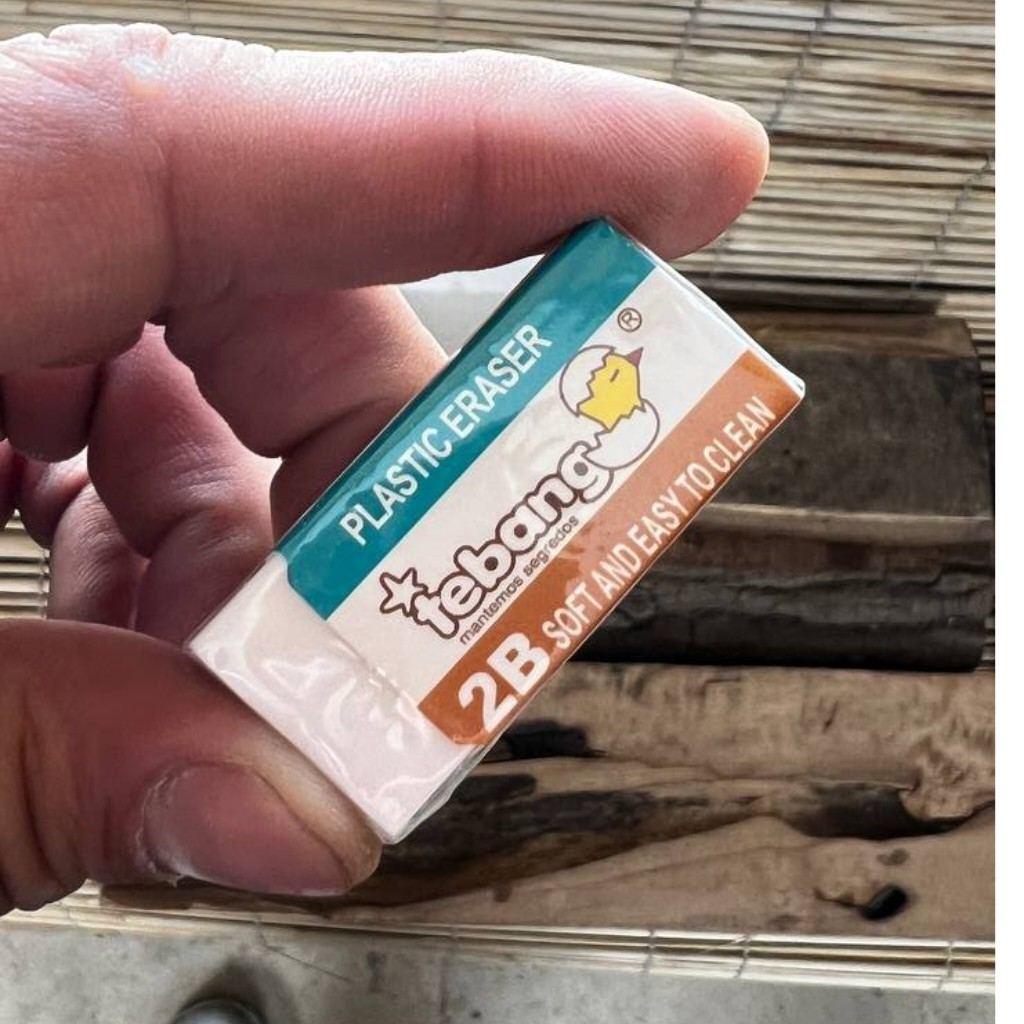 PLASTIC ERASER
®
tebang
mantemos segredos
2B SOFT AND EASY TO CLEAN